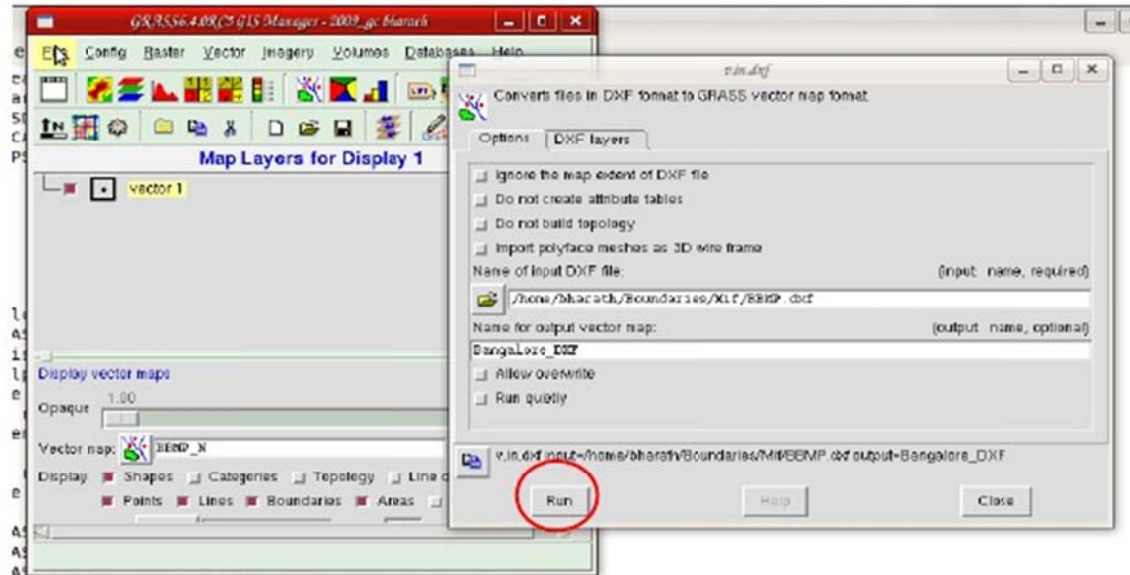 GRASS6.4.0RC5 GIS Manager - 2009_gc bharath
File Config Raster Vector Imagery Volumes Databases Help
Map Layers for Display 1
vector 1
Display vector maps
Opaque 1.00
Vector map: BBMP_N
Display Shapes Categories Topology Line
Points Lines Boundaries Areas
v.in.dxf
Converts files in DXF format to GRASS vector map format
Options DXF layers
Ignore the map extent of DXF file
Do not create attribute tables
Do not build topology
Import polyface meshes as 3D wire frame
Name of input DXF file: (input: name, required)
/home/bharath/Boundaries/Mif/BBMP.dxf
Name for output vector map: (output: name, optional)
Bangalore_DXF
Allow overwrite
Run quietly
v.in.dxf input=/home/bharath/Boundaries/Mif/BBMP.dxf output=Bangalore_DXF
Run Help Close